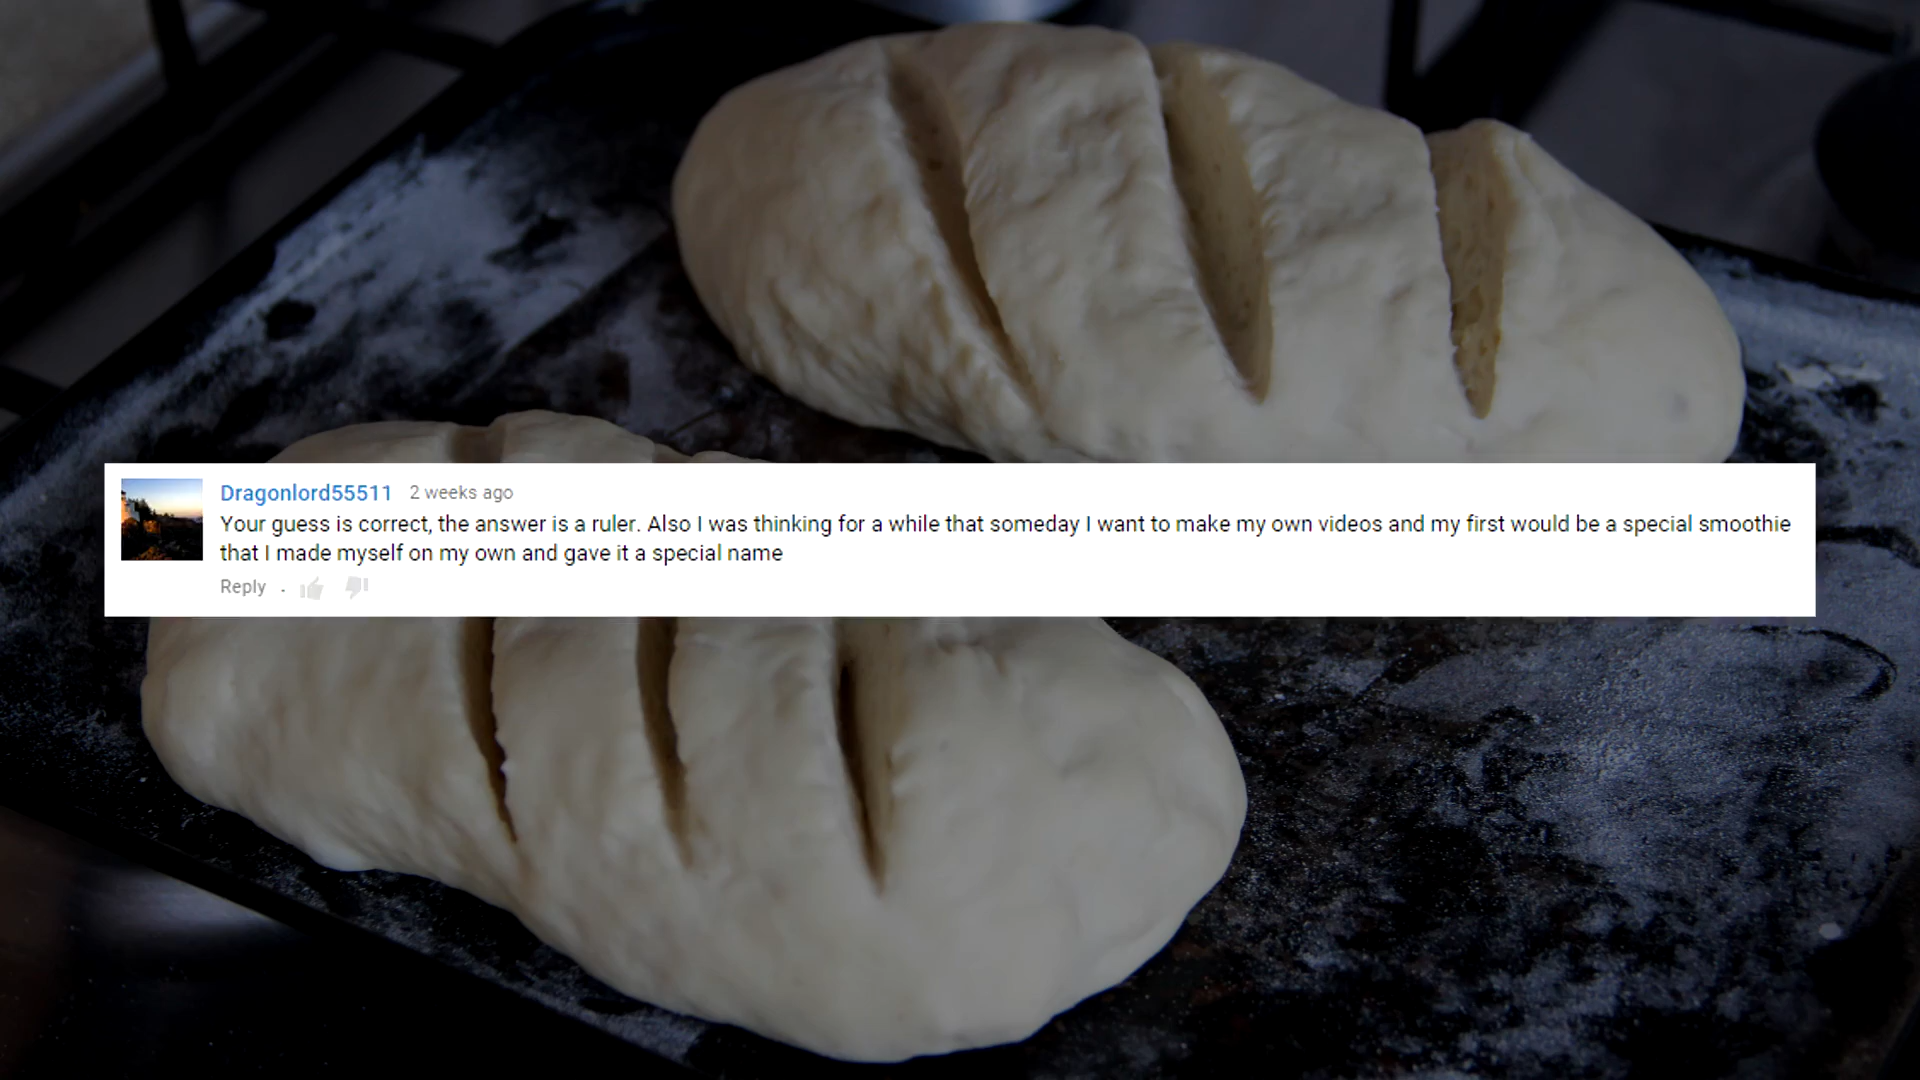 Dragonlord55511 2 weeks ago
Your guess is correct, the answer is a ruler. Also I was thinking for a while that someday I want to make my own videos and my first would be a special smoothie
that I made myself on my own and gave it a special name
Reply .